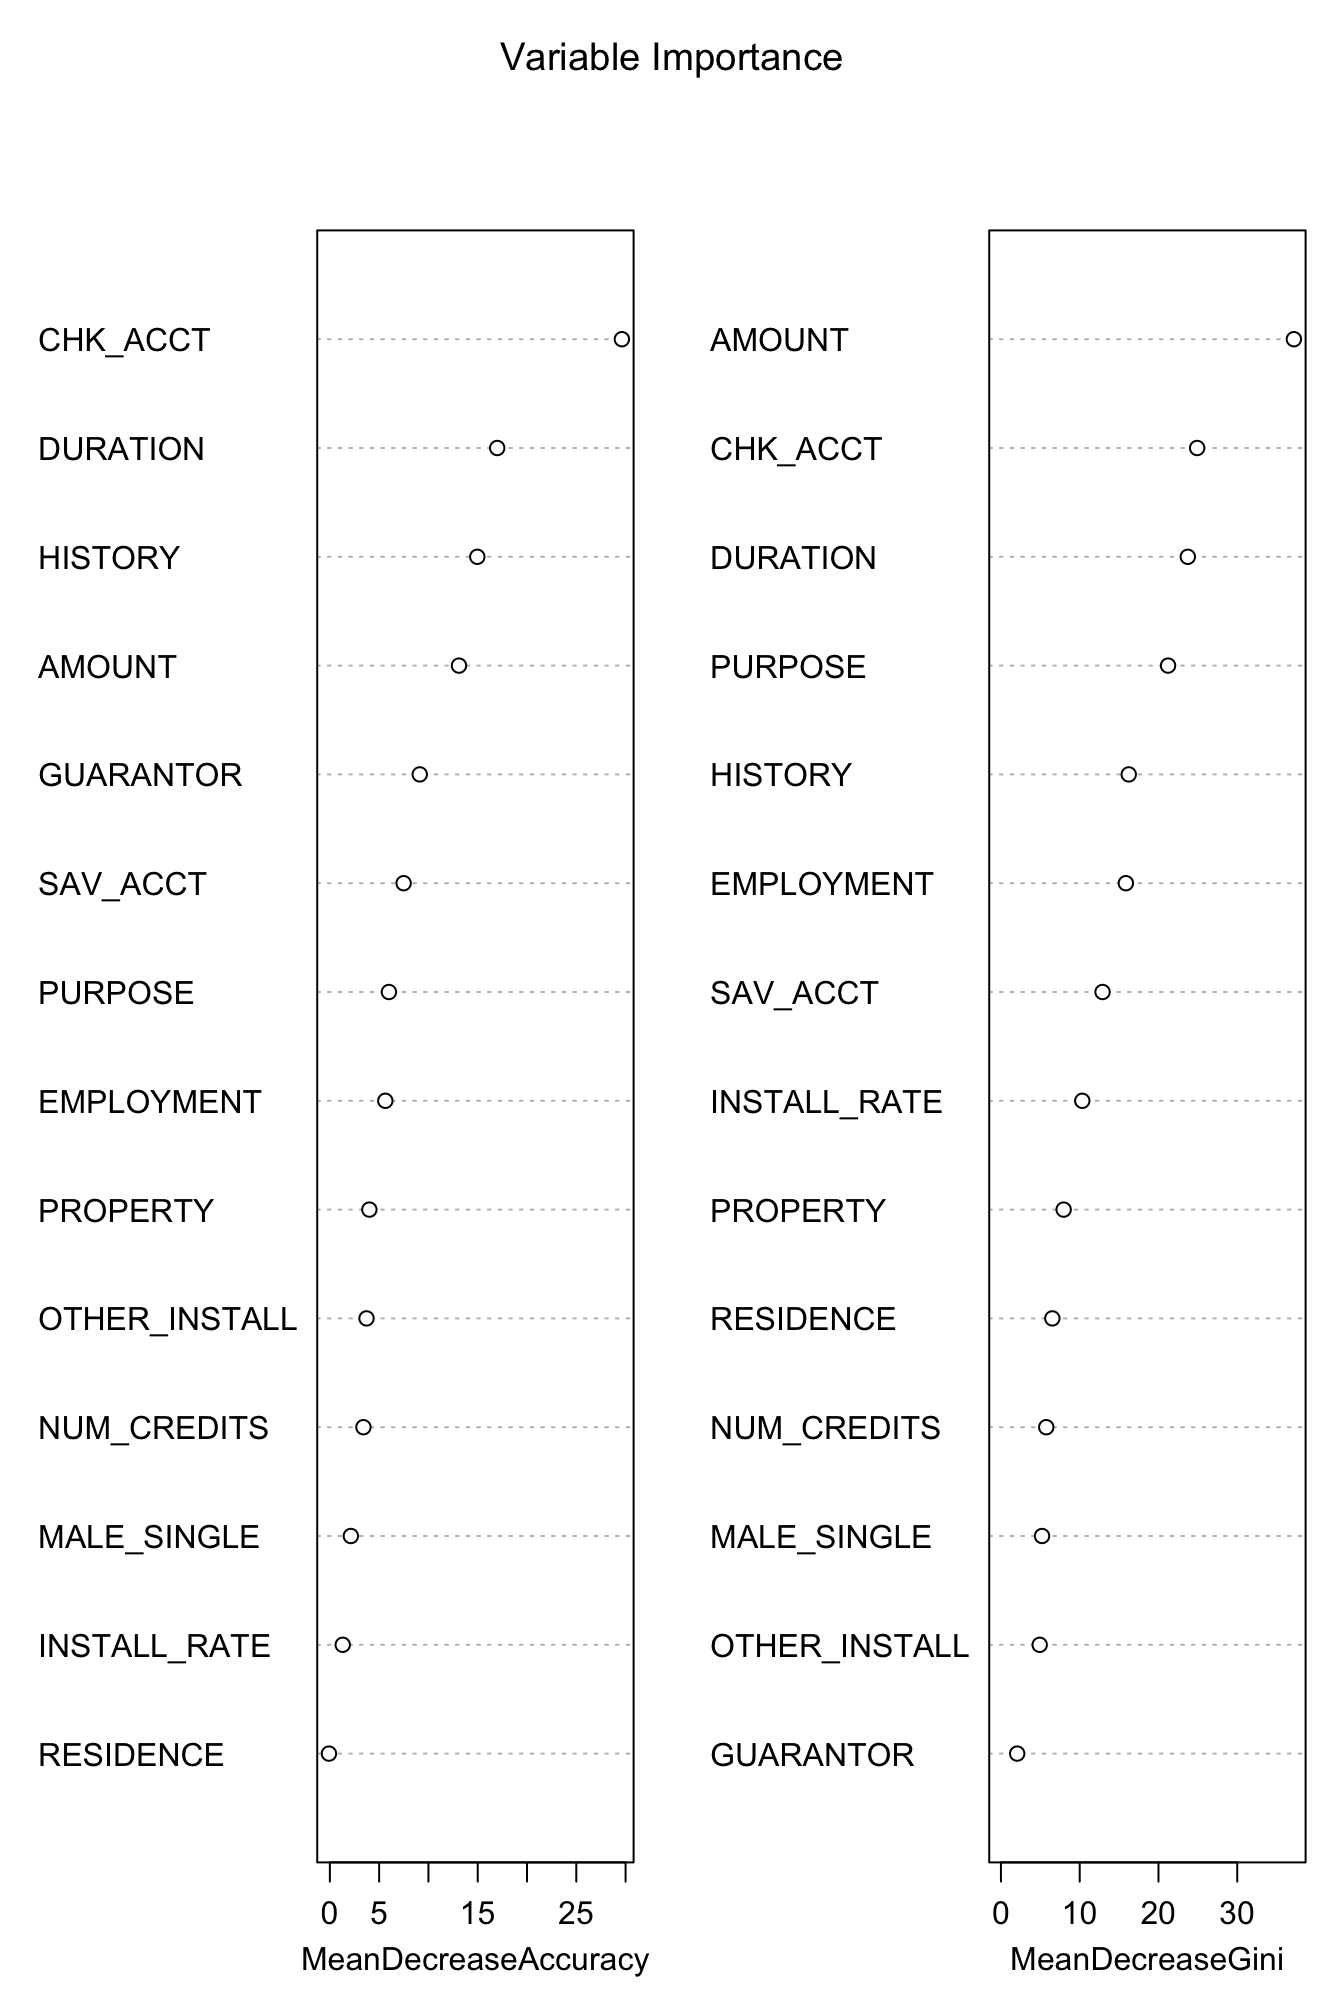 Variable Importance
CHK_ACCT
DURATION
HISTORY
AMOUNT
GUARANTOR
SAV_ACCT
PURPOSE
EMPLOYMENT
PROPERTY
OTHER_INSTALL
NUM_CREDITS
MALE_SINGLE
INSTALL_RATE
RESIDENCE
0 5 15 25
MeanDecreaseAccuracy
AMOUNT
CHK_ACCT
DURATION
PURPOSE
HISTORY
EMPLOYMENT
SAV_ACCT
INSTALL_RATE
PROPERTY
RESIDENCE
NUM_CREDITS
MALE_SINGLE
OTHER_INSTALL
GUARANTOR
0 10 20 30
MeanDecreaseGini